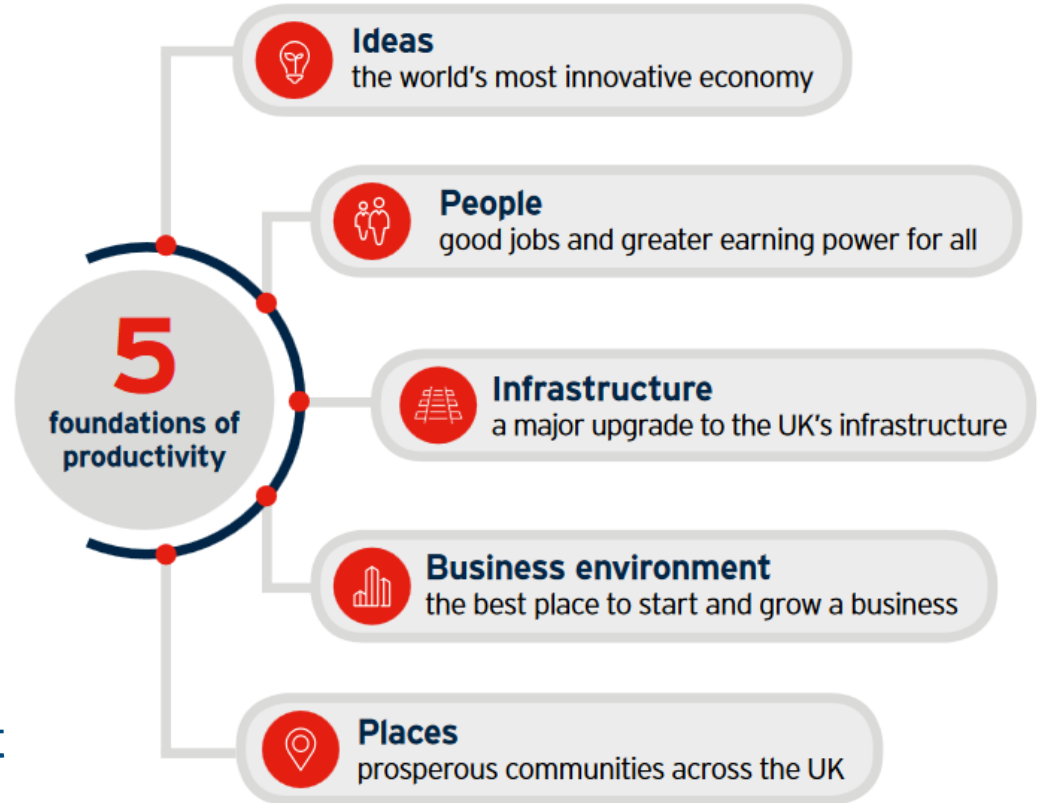 Ideas
the world's most innovative economy
People
good jobs and greater earning power for all
5
foundations of
productivity
Infrastructure
a major upgrade to the UK's infrastructure
Business environment
the best place to start and grow a business
Places
prosperous communities across the UK